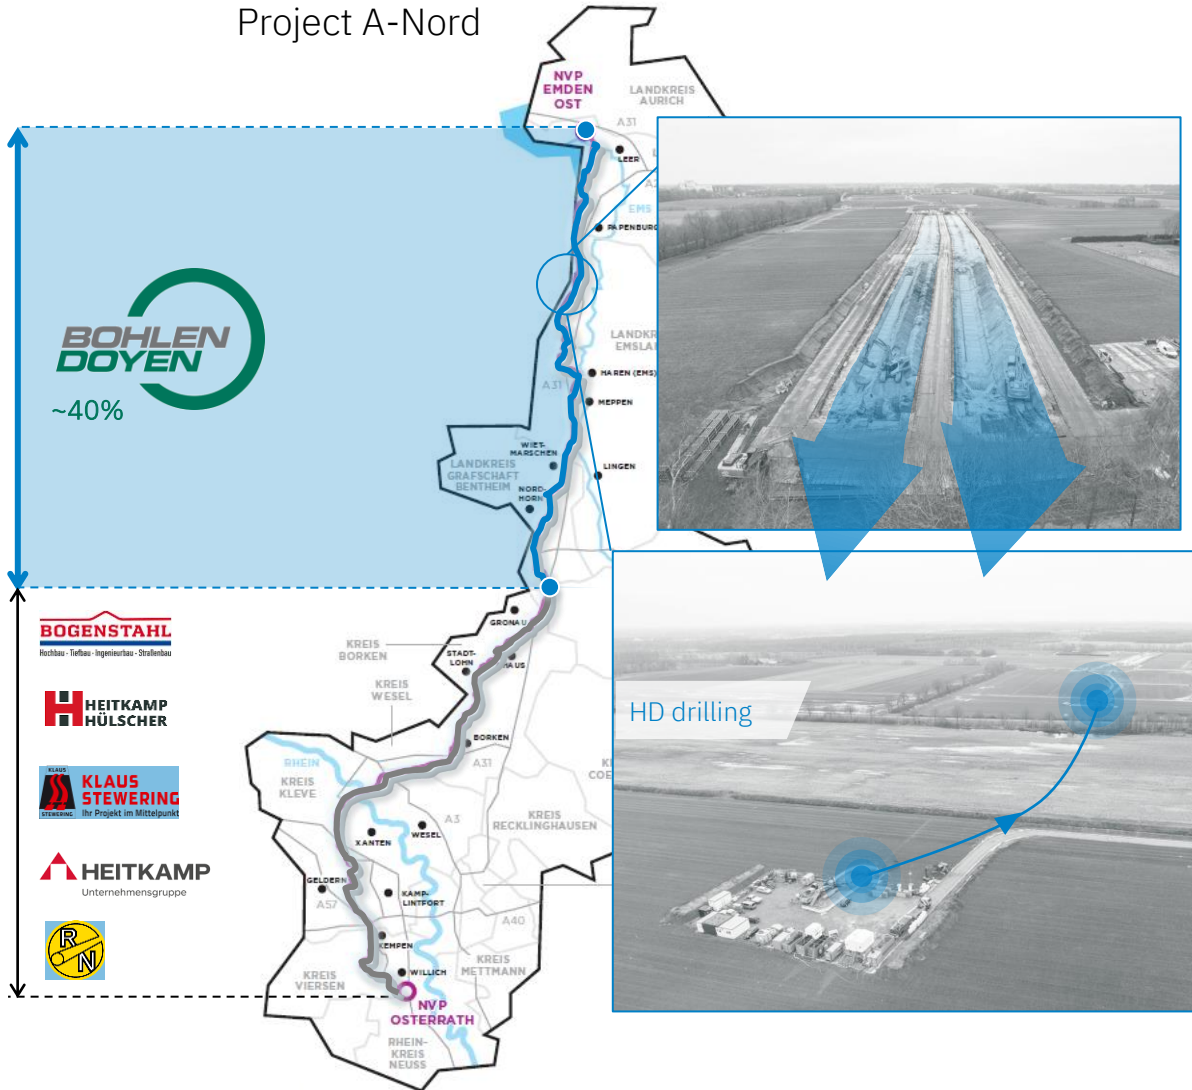 Project A-Nord
NVP
EMDEN
OST
LANDKREIS
AURICH
A31
LEER
EMS
PAPENBURG
BOHLEN
DOYEN
~40%
LANDKR
EMSLA
HAREN (EMS)
A31
MEPPEN
WIET-
MARSCHEN
LANDKREIS
GRAFSCHAFT
BENTHEIM
LINGEN
NORD-
HORN
BOGENSTAHL
Hochbau - Tiefbau - Ingenieurbau - Straßenbau
GRONAU
KREIS
BORKEN
STADT-
LOHN
HAUS
KREIS
WESEL
HEITKAMP
HÜLSCHER
HD drilling
BORKEN
A31
RHEIN
KREIS
KLEVE
KLAUS
STEWERING
KLAUS
STEWERING
Ihr Projekt im Mittelpunkt
A3
KREIS
RECKLINGHAUSEN
WESEL
XANTEN
HEITKAMP
Unternehmensgruppe
GELDERN
A57
KAMP-
LINTFORT
A40
R
N
KEMPEN
KREIS
METTMANN
KREIS
VIERSEN
WILLICH
NVP
OSTERRATH
RHEIN-
KREIS
NEUSS